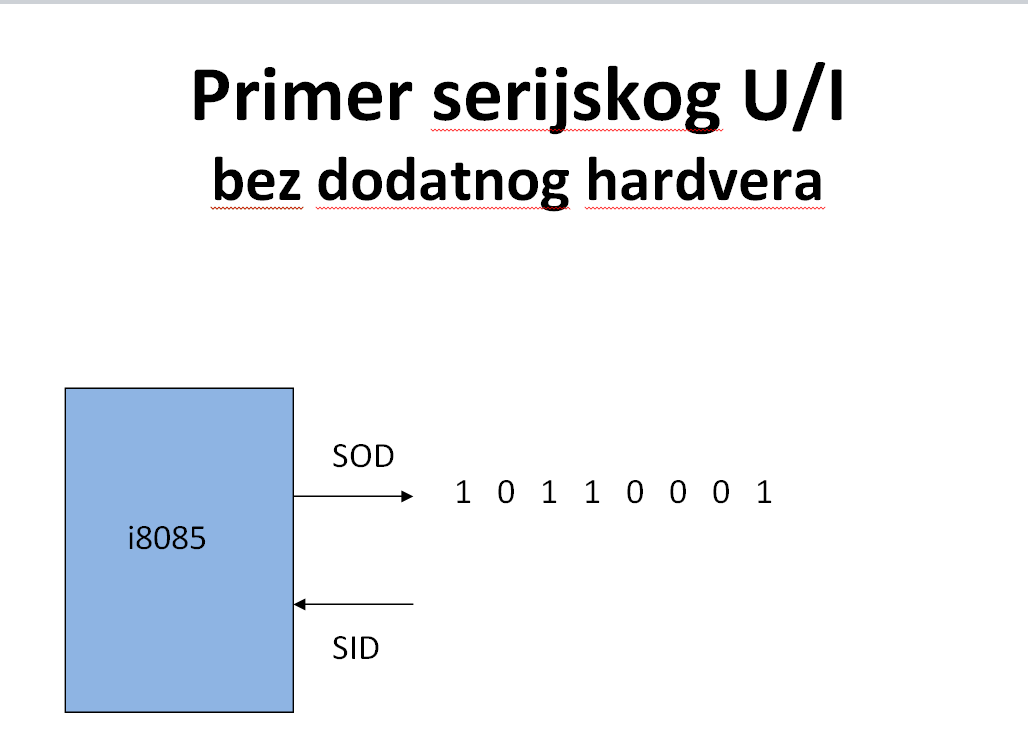 Primer serijskog U/I
bez dodatnog hardvera
SOD
1 0 1 1 0 0 0 1
i8085
SID